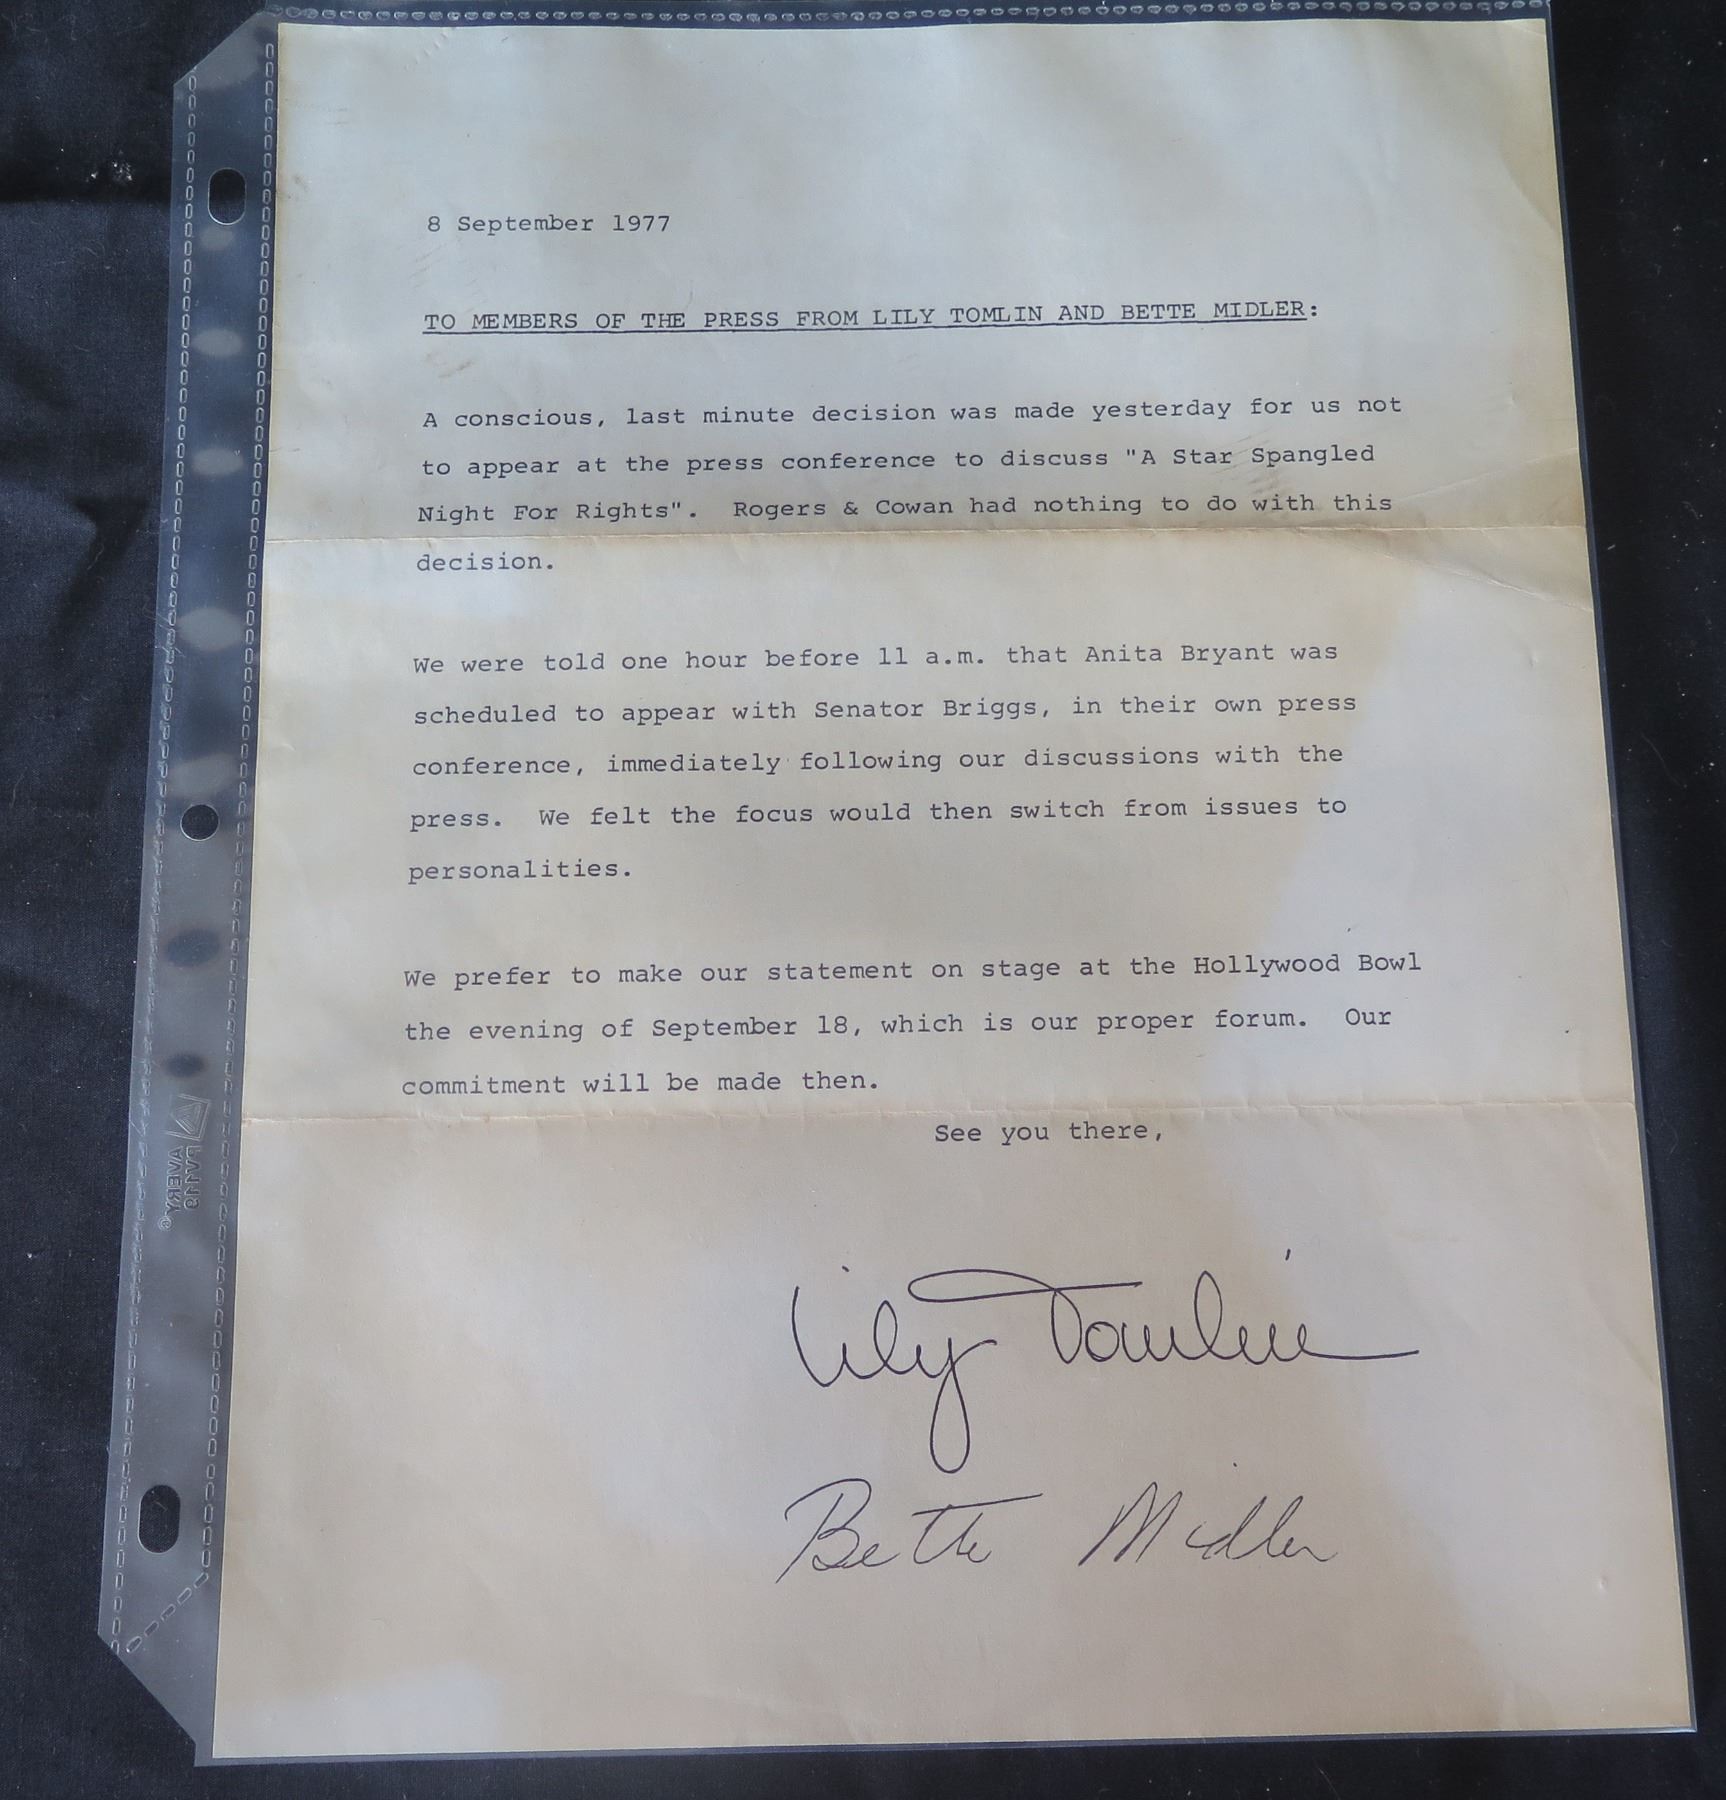 8 September 1977
TO MEMBERS OF THE PRESS FROM LILY TOMLIN AND BETTE MIDLER:
A conscious, last minute decision was made yesterday for us not
to appear at the press conference to discuss "A Star Spangled
Night For Rights". Rogers & Cowan had nothing to do with this
decision.
We were told one hour before 11 a.m. that Anita Bryant was
scheduled to appear with Senator Briggs, in their own press
conference, immediately following our discussions with the
press. We felt the focus would then switch from issues to
personalities.
We prefer to make our statement on stage at the Hollywood Bowl
the evening of September 18, which is our proper forum. Our
commitment will be made then.
See you there,
Lily Tomlin
Bette Midler
AVERY®
PV119